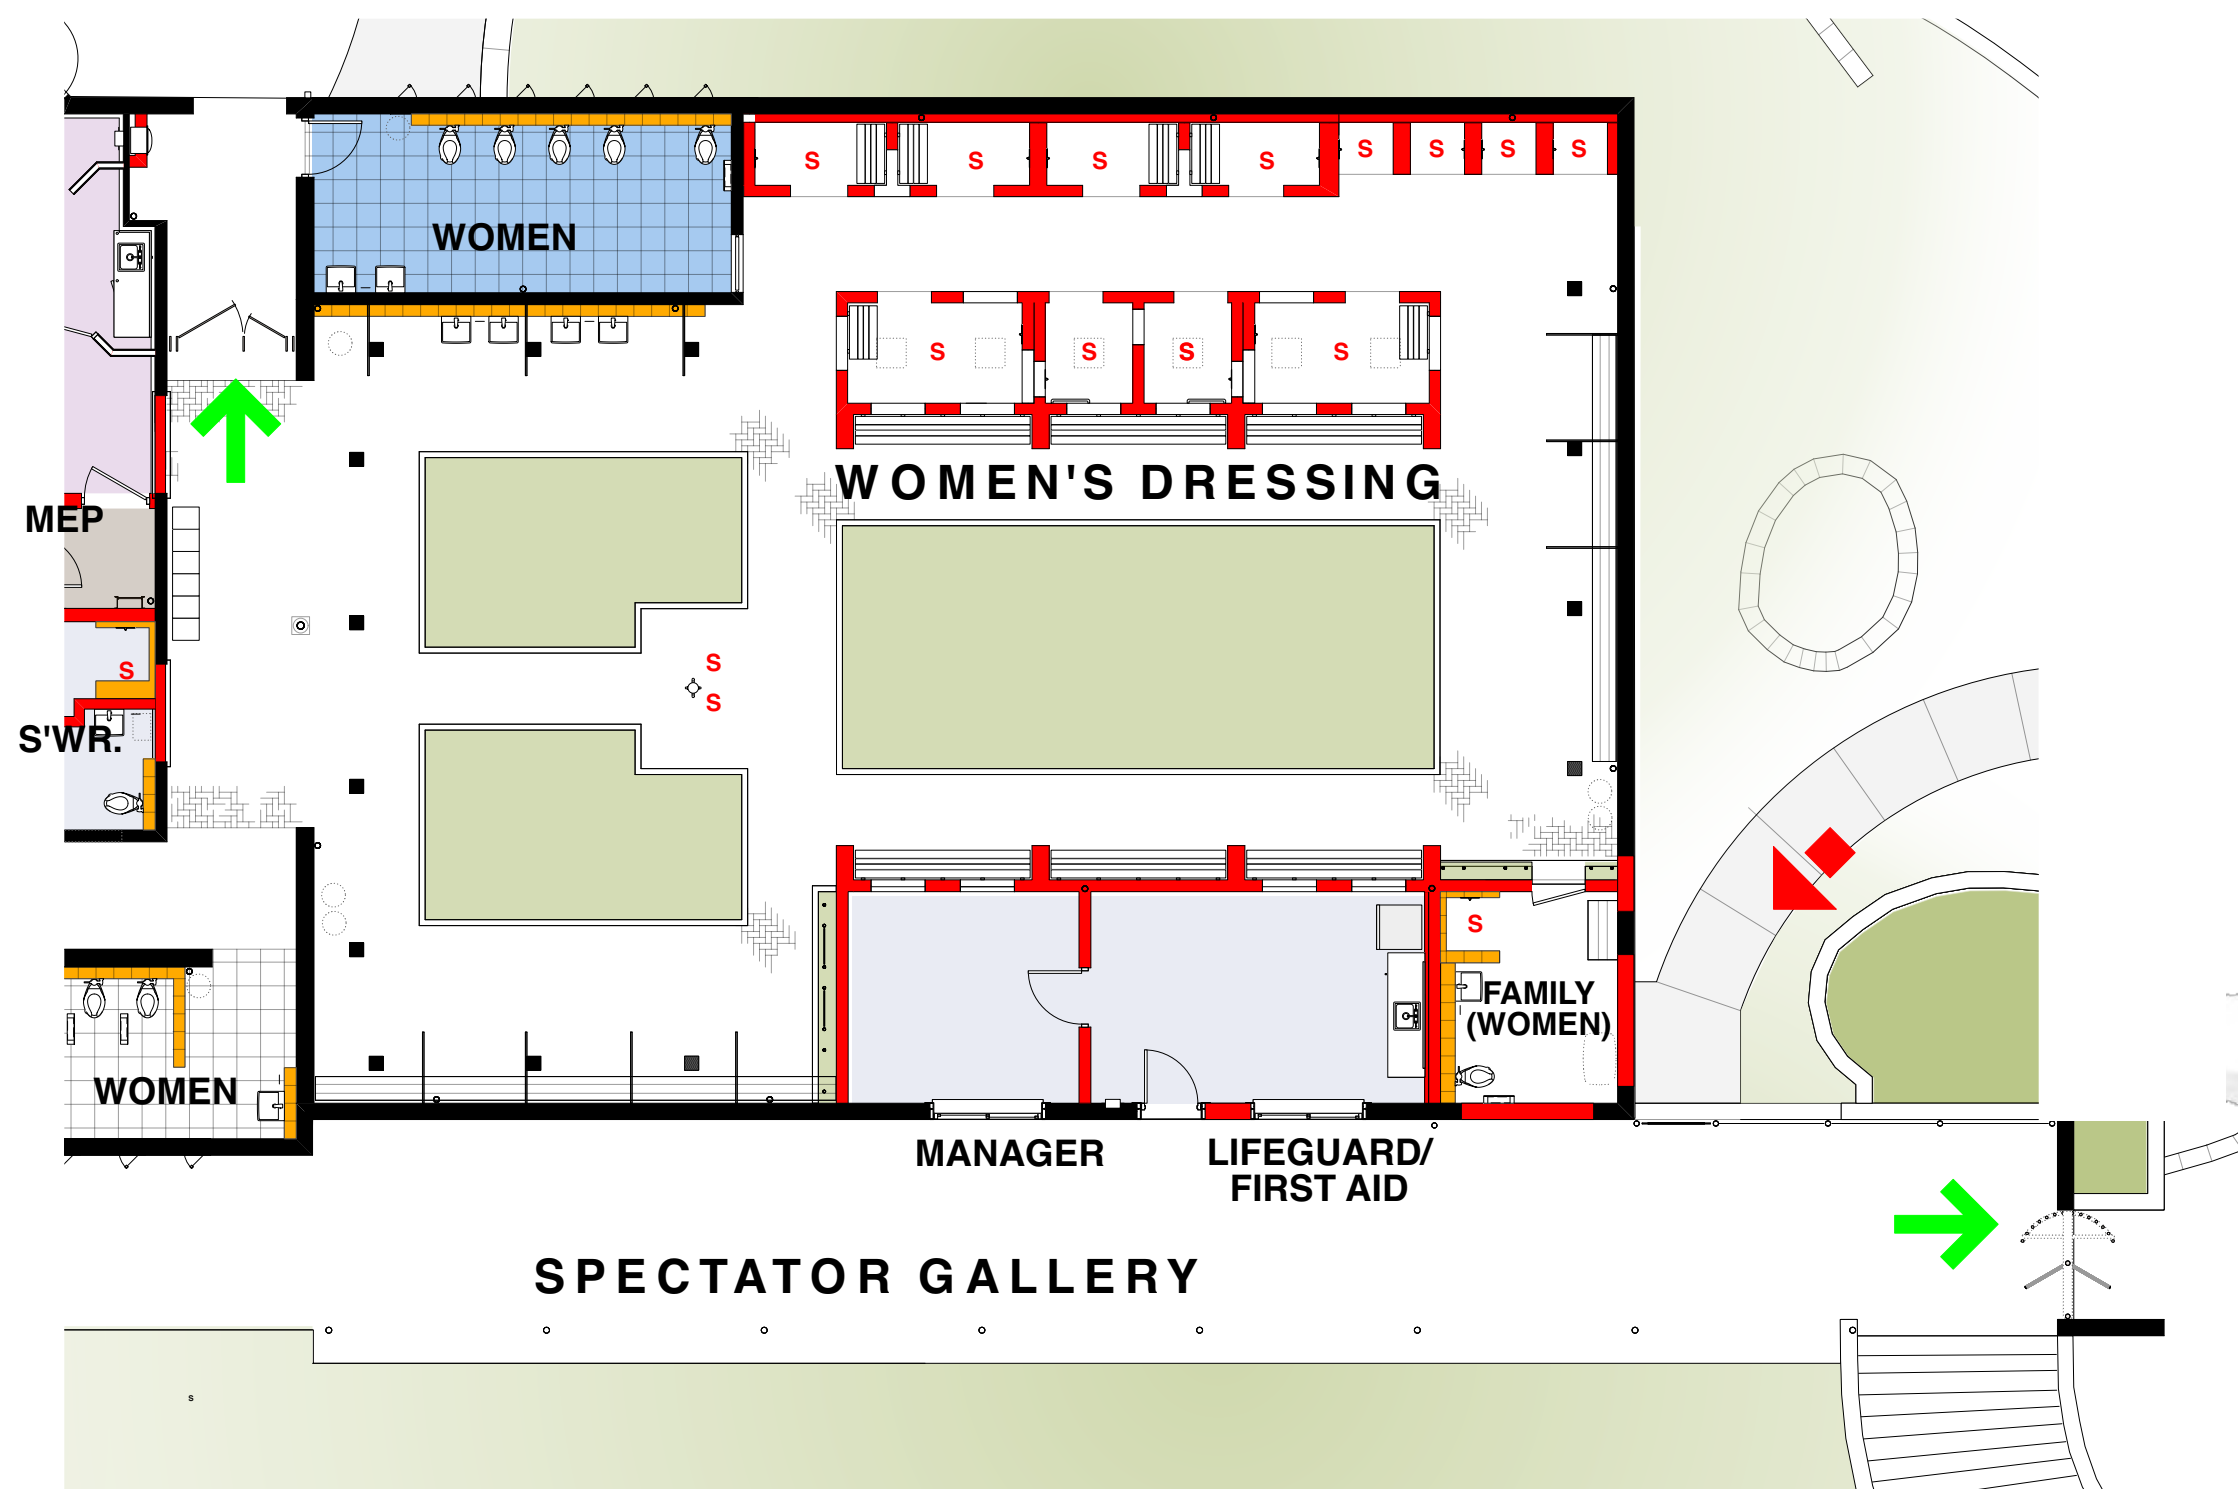 S S S S S S S S
WOMEN
S S S S
WOMEN'S DRESSING
MEP
S
S
S
S'WR.
S
FAMILY
(WOMEN)
WOMEN
MANAGER
LIFEGUARD/
FIRST AID
SPECTATOR GALLERY
S